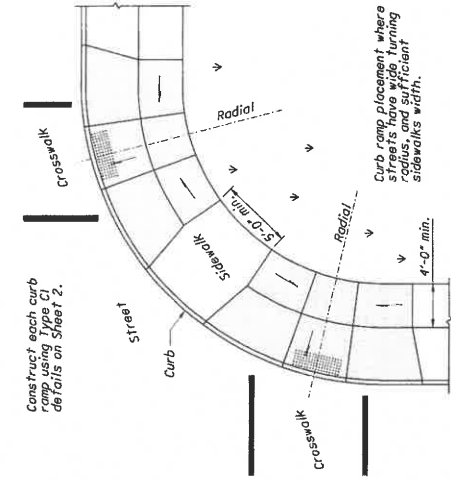 Construct each curb
ramp using Type C1
details on Sheet 2.
Crosswalk
Radial
Street
Curb
Sidewalk
5'-0" min.
Radial
Crosswalk
4'-0" min.
Curb ramp placement where
streets have wide turning
radius, and sufficient
sidewalks width.